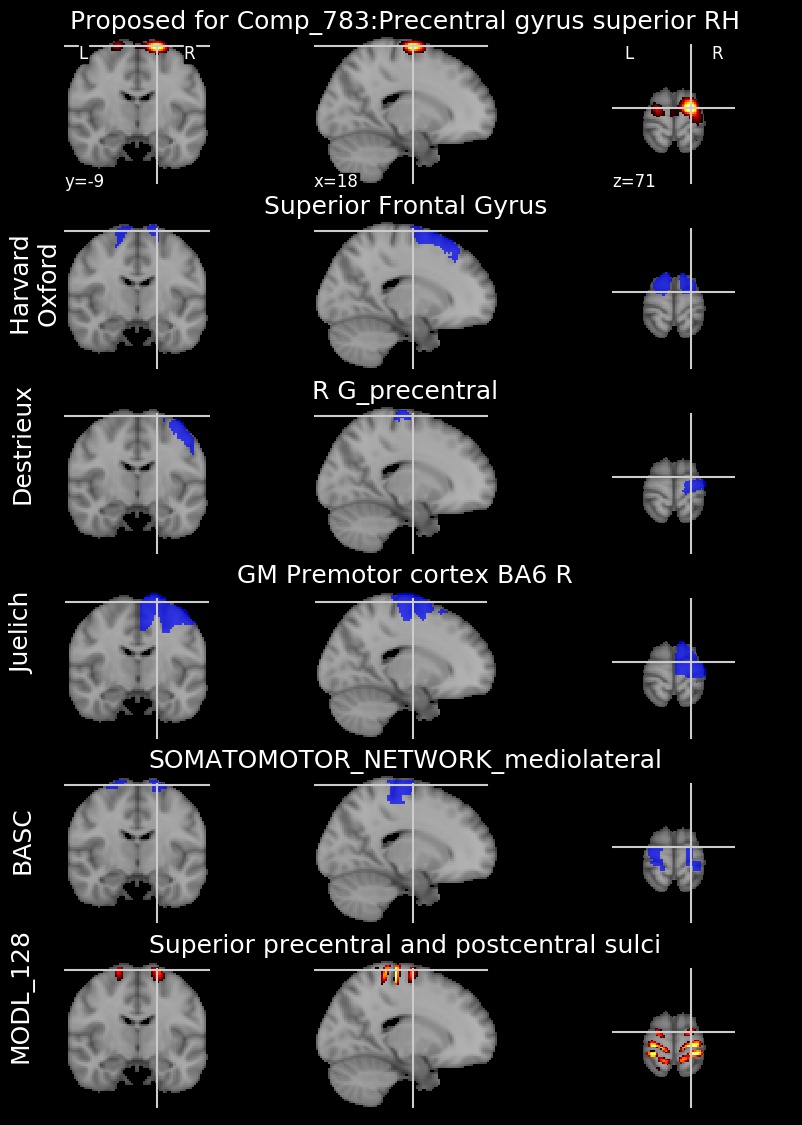 Proposed for Comp_783:Precentral gyrus superior RH
L R L R
y=-9 x=18 z=71
Superior Frontal Gyrus
Harvard
Oxford
R G_precentral
Destrieux
GM Premotor cortex BA6 R
Juelich
SOMATOMOTOR_NETWORK_mediolateral
BASC
Superior precentral and postcentral sulci
MODL_128